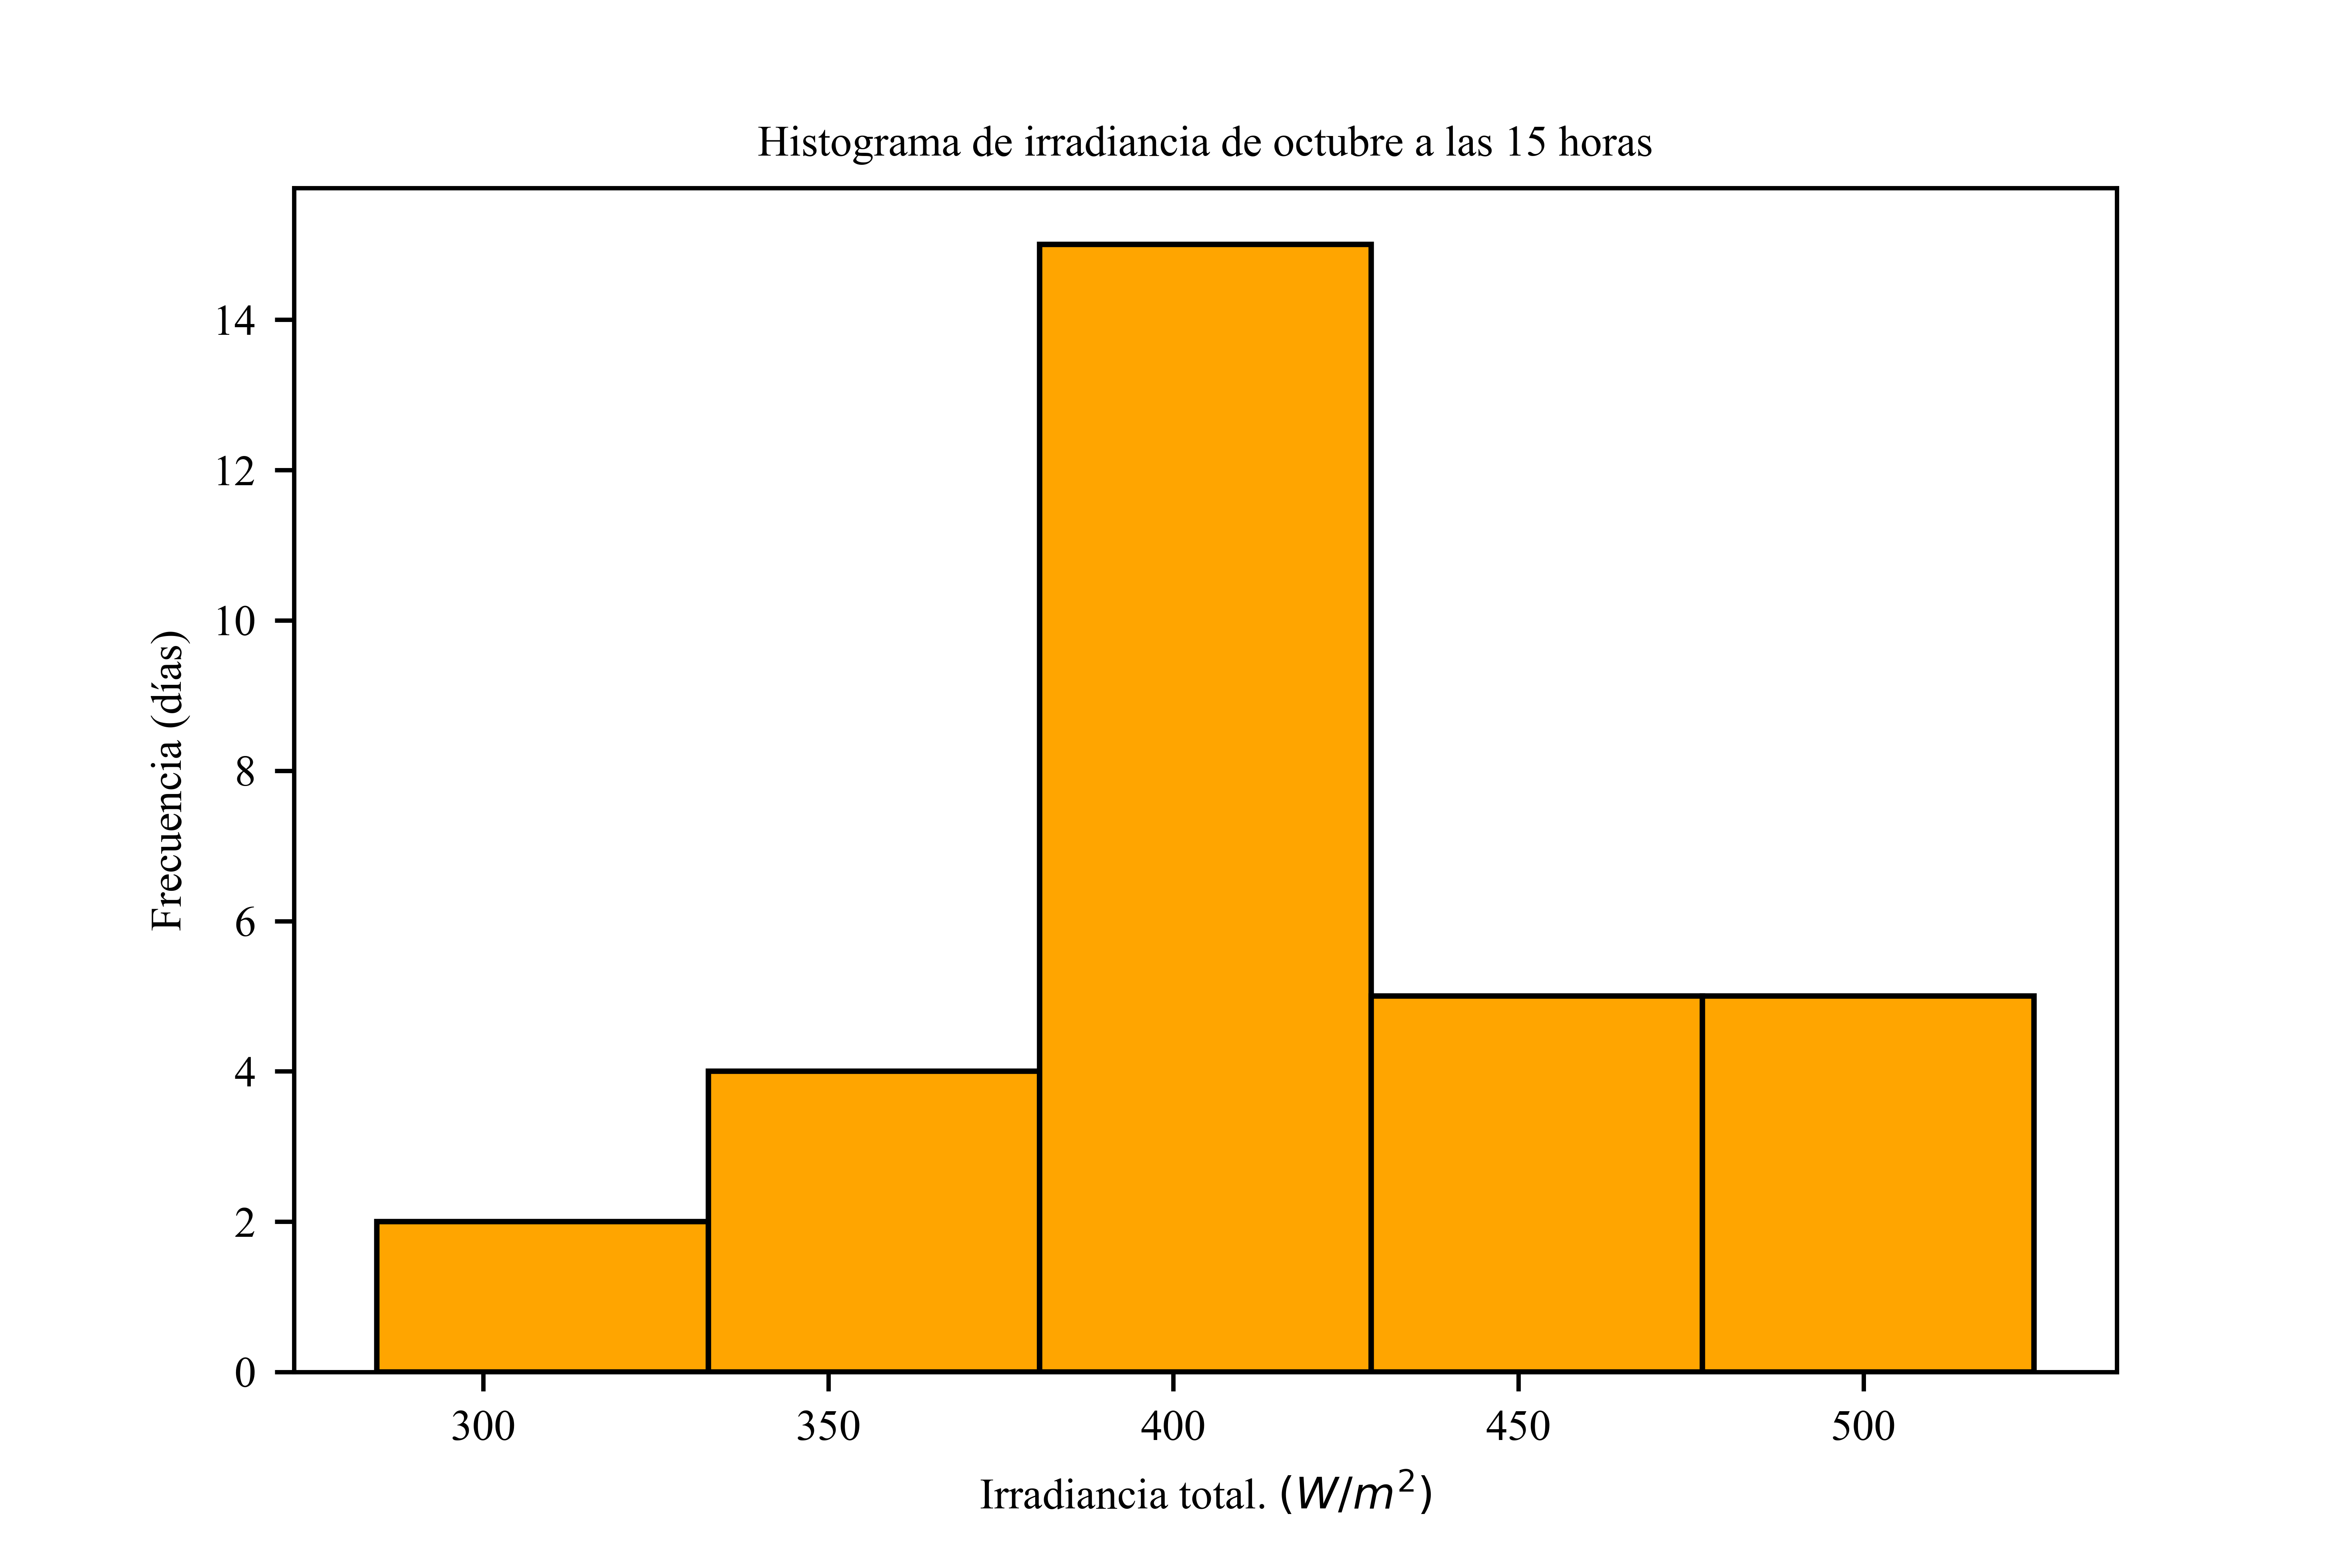 Histograma de irradiancia de octubre a las 15 horas
Frecuencia (días)
14
12
10
8
6
4
2
0
300 350 400 450 500
Irradiancia total. (W/m²)